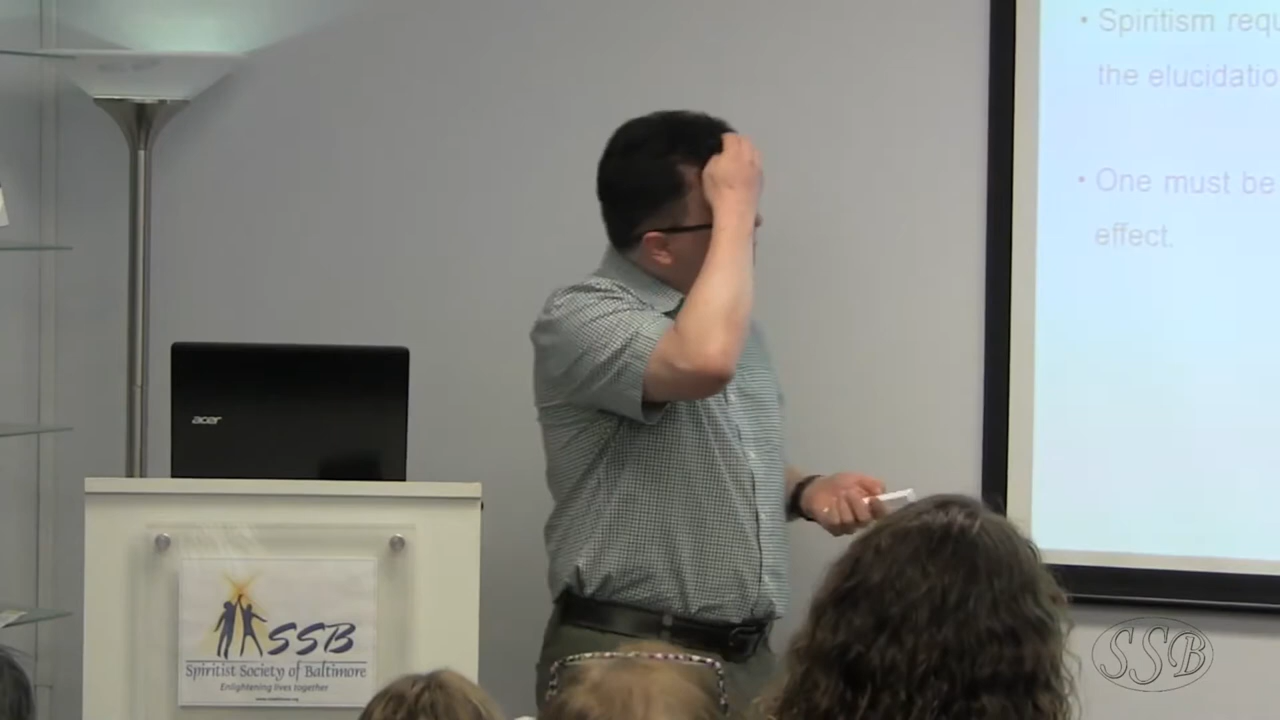 • Spiritism requ
the elucidatio
• One must be
effect.
acer
SSB
Spiritist Society of Baltimore
Enlightening lives together
SSB